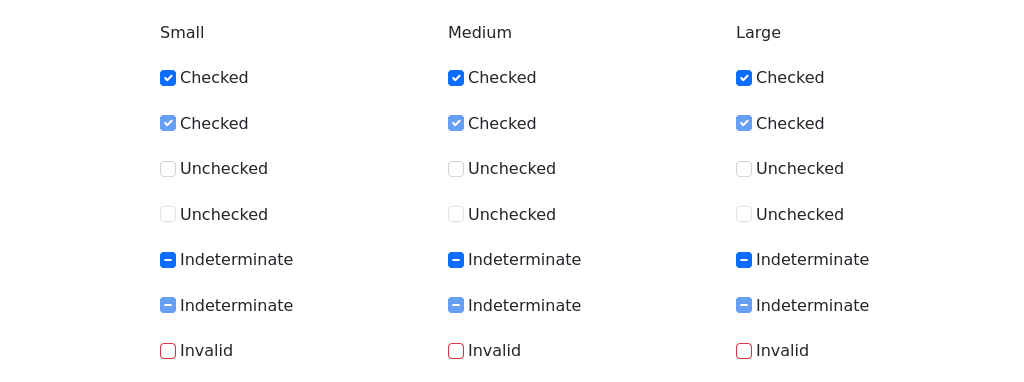 Small Medium Large
Checked Checked Checked
Checked Checked Checked
Unchecked Unchecked Unchecked
Unchecked Unchecked Unchecked
Indeterminate Indeterminate Indeterminate
Indeterminate Indeterminate Indeterminate
Invalid Invalid Invalid